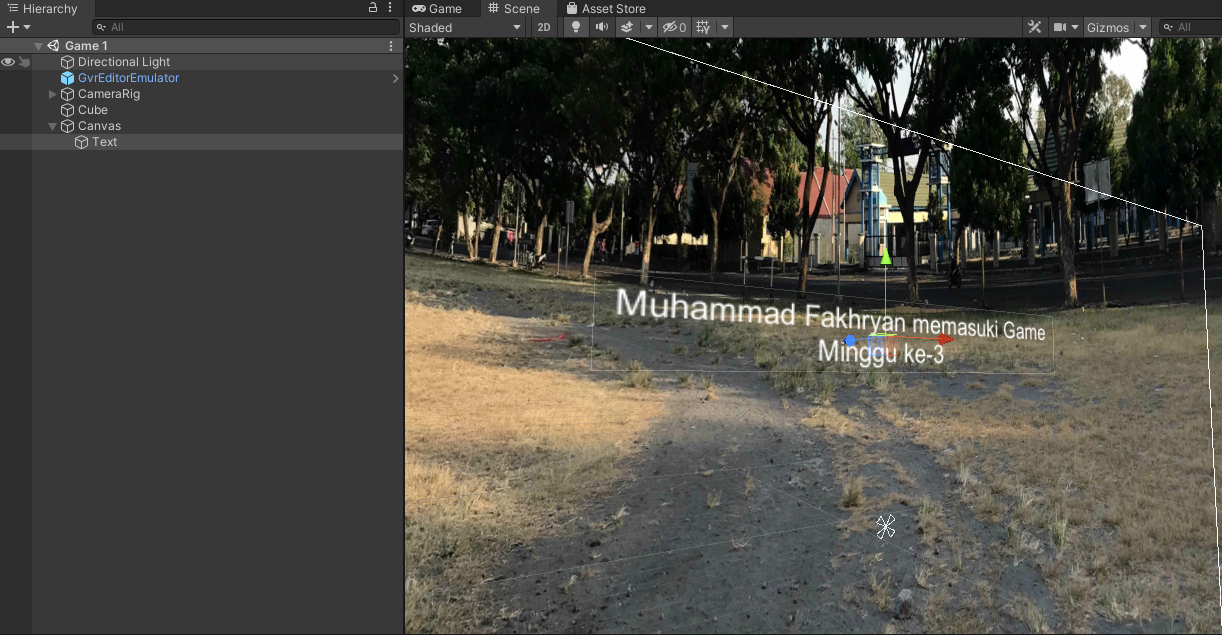 Hierarchy
All
Game 1
Directional Light
GvrEditorEmulator
CameraRig
Cube
Canvas
Text
Game
Scene
Asset Store
Shaded
2D
0
Gizmos
All
Muhammad Fakhryan memasuki Game
Minggu ke-3